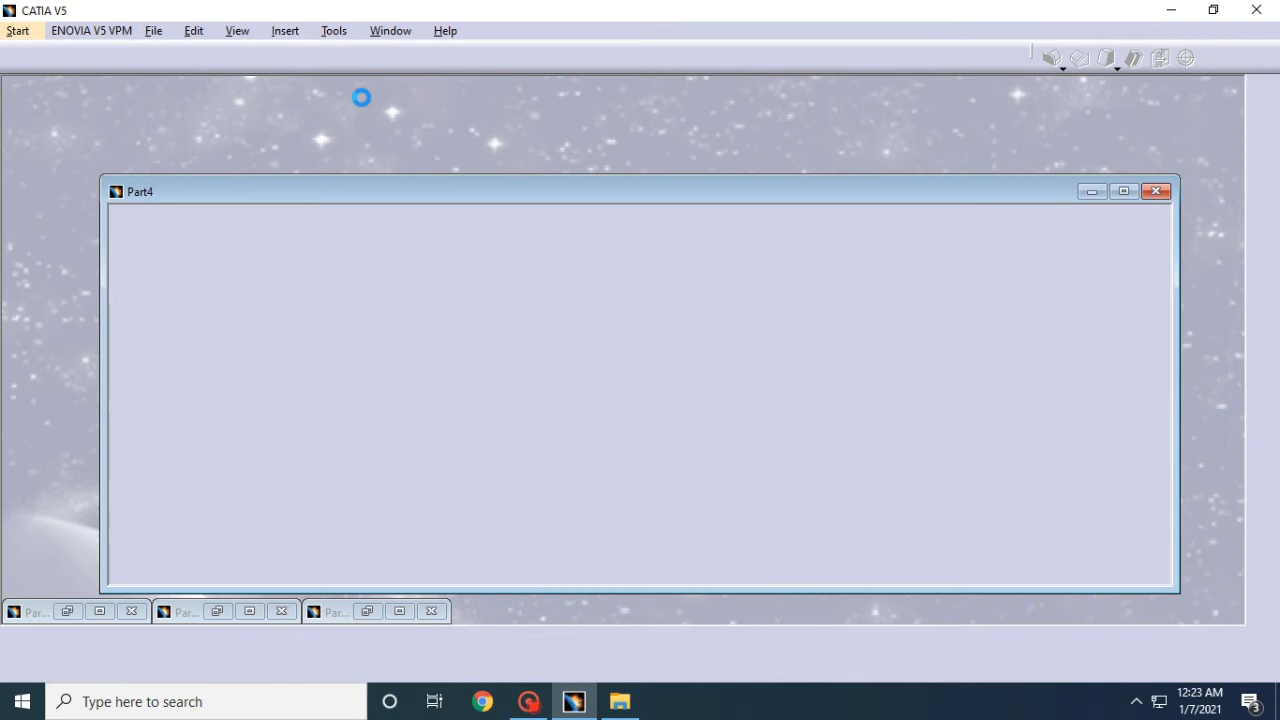 CATIA V5
Start ENOVIA V5 VPM File Edit View Insert Tools Window Help
Part4
Par... Par... Par...
Type here to search
12:23 AM
1/7/2021
3